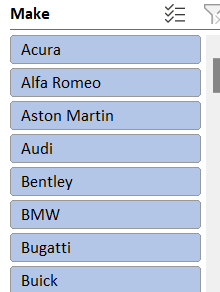 Make
Acura
Alfa Romeo
Aston Martin
Audi
Bentley
BMW
Bugatti
Buick